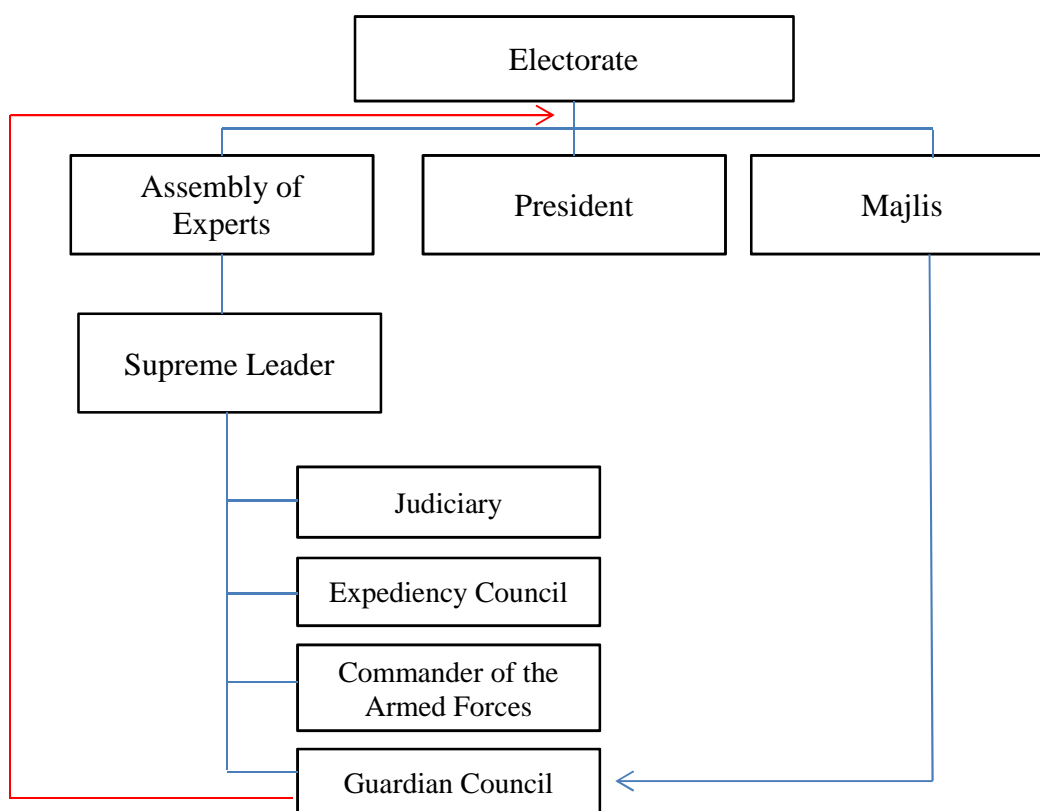 Electorate
Assembly of
Experts
President
Majlis
Supreme Leader
Judiciary
Expediency Council
Commander of the
Armed Forces
Guardian Council